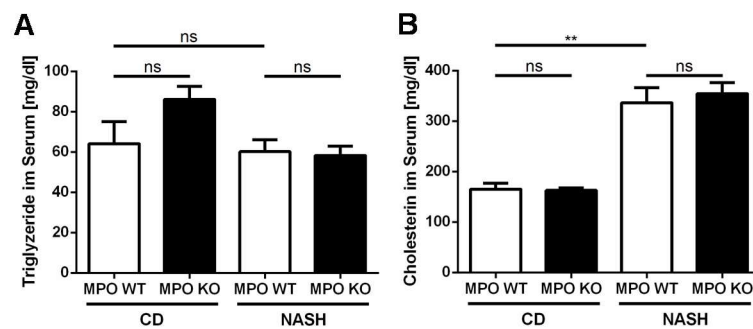 A
ns
ns
ns
Triglyzeride im Serum [mg/dl]
100
80
60
40
20
0
MPO WT MPO KO MPO WT MPO KO
CD NASH
B
**
ns
ns
Cholesterin im Serum [mg/dl]
400
300
200
100
0
MPO WT MPO KO MPO WT MPO KO
CD NASH